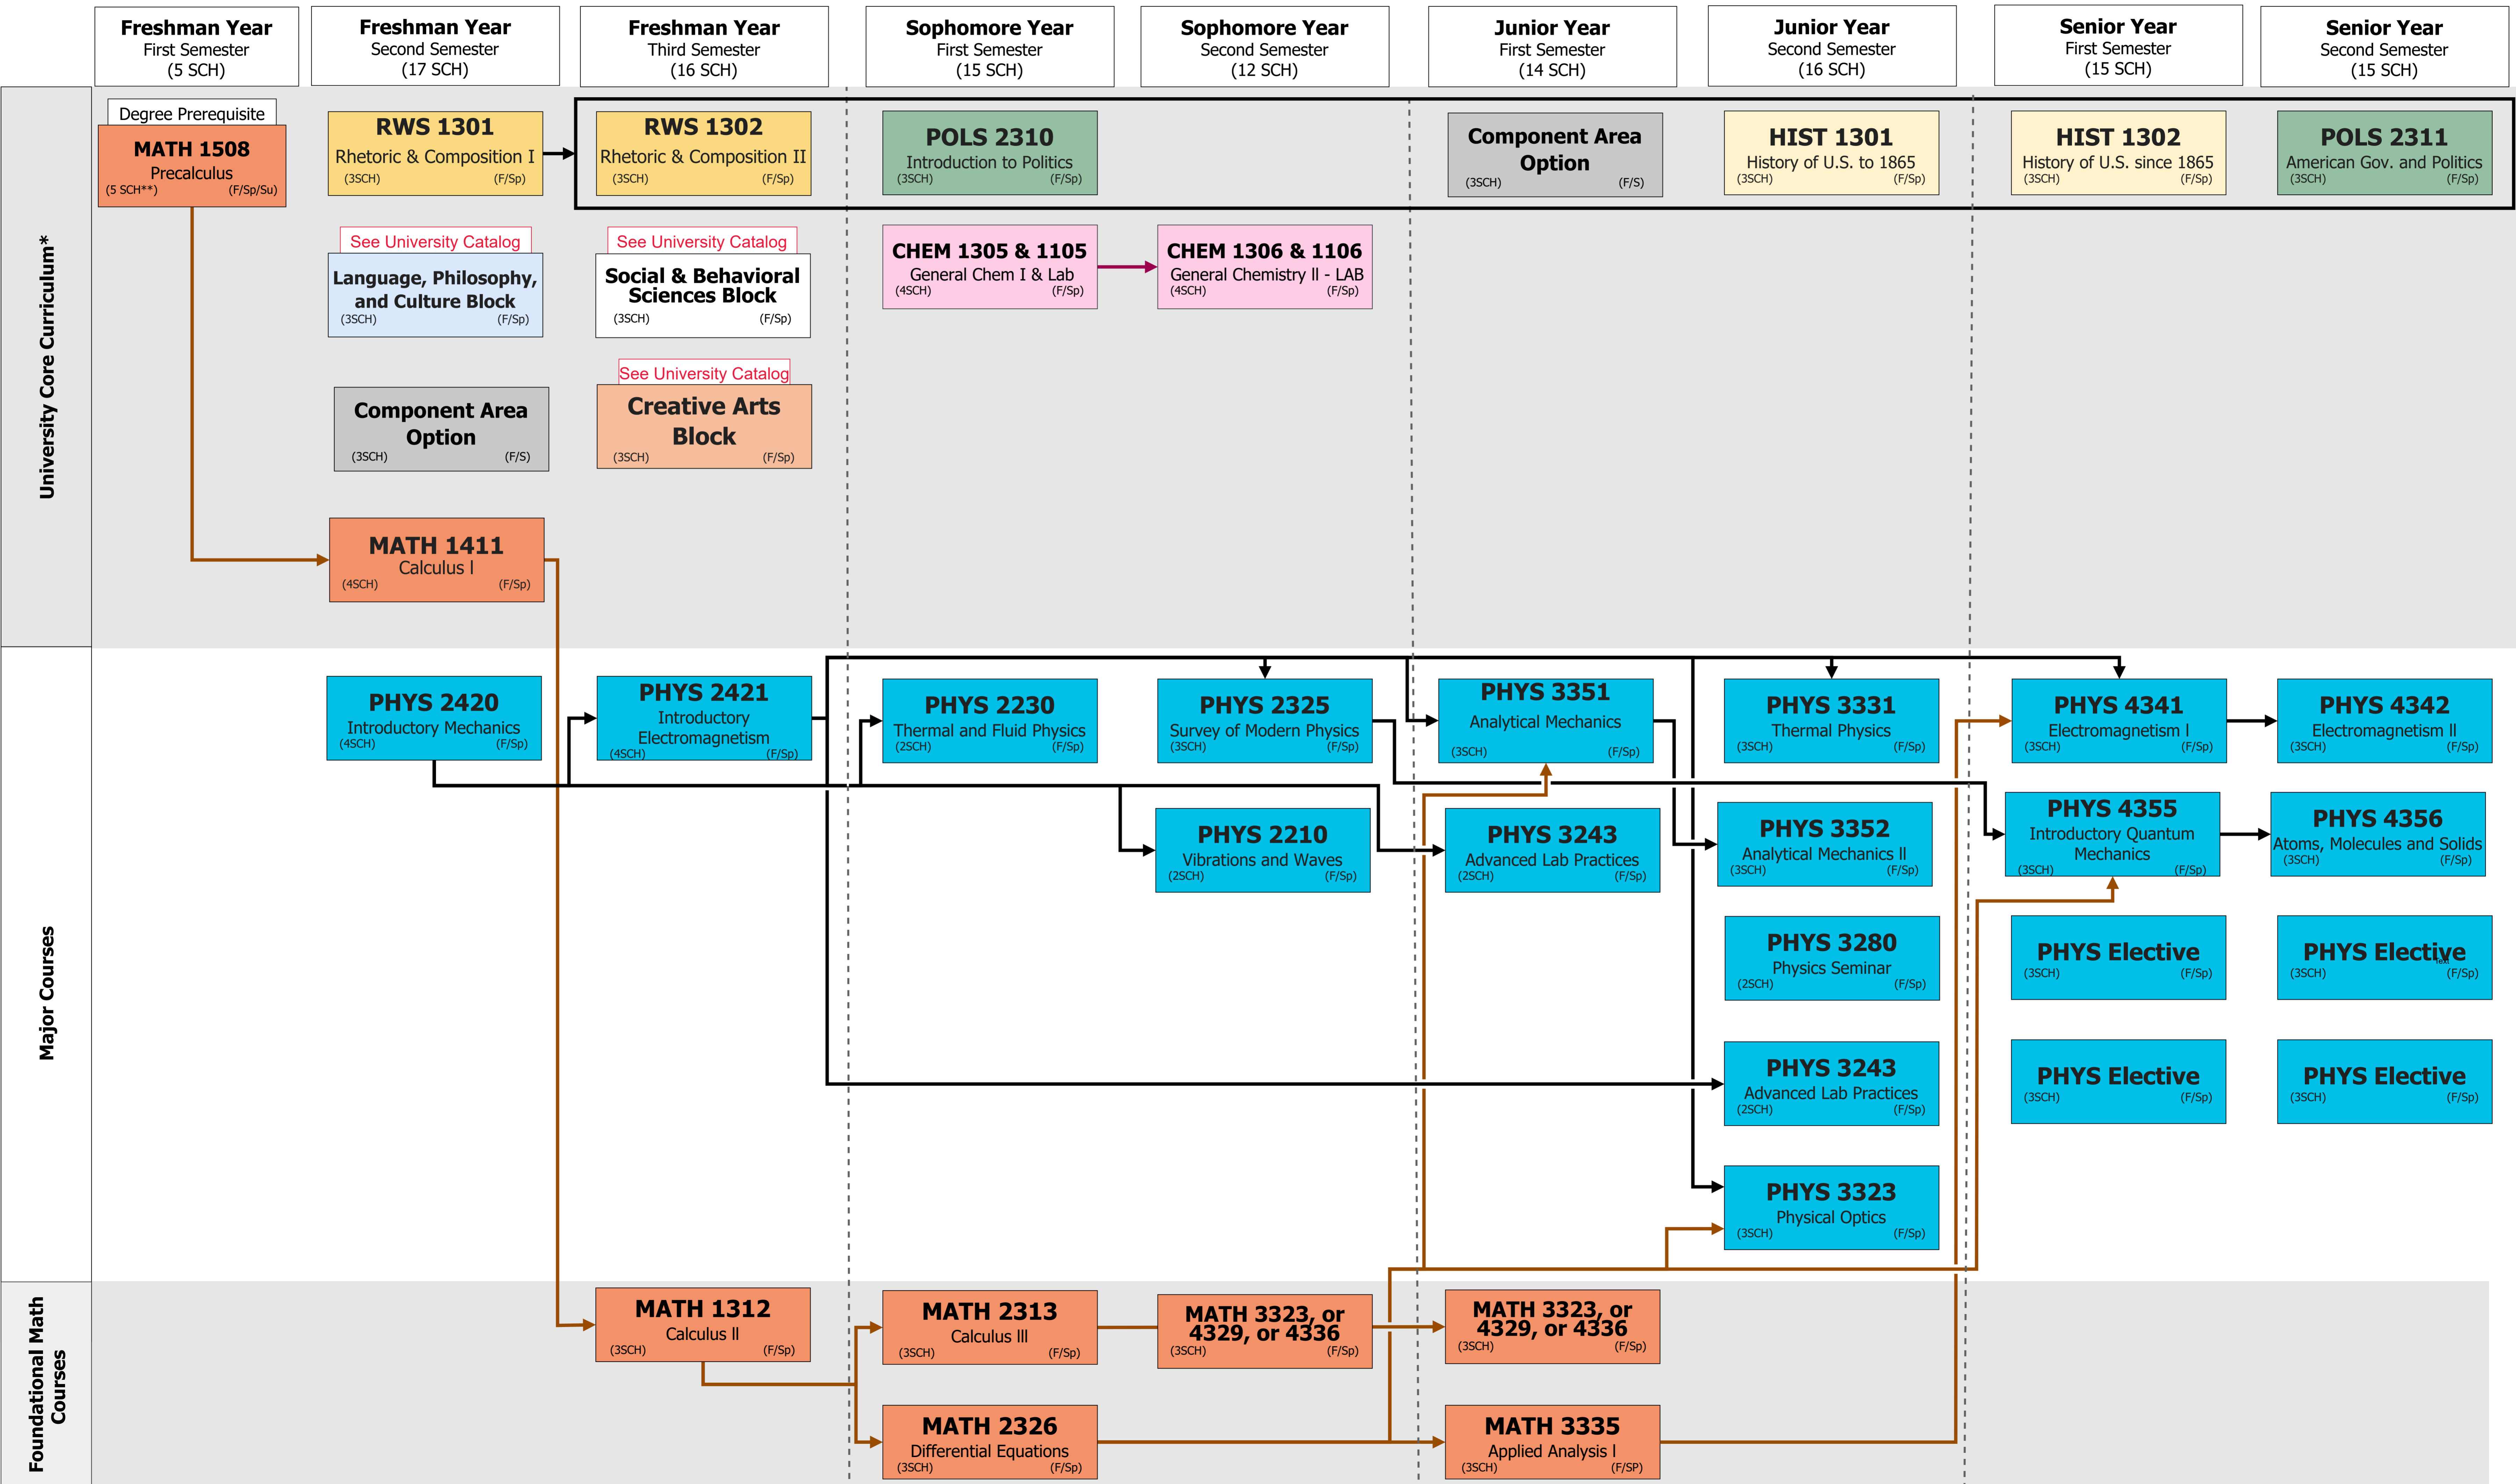 Freshman Year
First Semester
(5 SCH)
Freshman Year
Second Semester
(17 SCH)
Freshman Year
Third Semester
(16 SCH)
Sophomore Year
First Semester
(15 SCH)
Sophomore Year
Second Semester
(12 SCH)
Junior Year
First Semester
(14 SCH)
Junior Year
Second Semester
(16 SCH)
Senior Year
First Semester
(15 SCH)
Senior Year
Second Semester
(15 SCH)
University Core Curriculum*
Degree Prerequisite
MATH 1508
Precalculus
(5 SCH**) (F/Sp/Su)
RWS 1301
Rhetoric & Composition I
(3SCH) (F/Sp)
RWS 1302
Rhetoric & Composition II
(3SCH) (F/Sp)
POLS 2310
Introduction to Politics
(3SCH) (F/Sp)
Component Area
Option
(3SCH) (F/S)
HIST 1301
History of U.S. to 1865
(3SCH) (F/Sp)
HIST 1302
History of U.S. since 1865
(3SCH) (F/Sp)
POLS 2311
American Gov. and Politics
(3SCH) (F/Sp)
See University Catalog
Language, Philosophy,
and Culture Block
(3SCH) (F/Sp)
See University Catalog
Social & Behavioral
Sciences Block
(3SCH) (F/Sp)
CHEM 1305 & 1105
General Chem I & Lab
(4SCH) (F/Sp)
CHEM 1306 & 1106
General Chemistry II - LAB
(4SCH) (F/Sp)
Component Area
Option
(3SCH) (F/S)
See University Catalog
Creative Arts
Block
(3SCH) (F/Sp)
MATH 1411
Calculus I
(4SCH) (F/Sp)
Major Courses
PHYS 2420
Introductory Mechanics
(4SCH) (F/Sp)
PHYS 2421
Introductory
Electromagnetism
(4SCH) (F/Sp)
PHYS 2230
Thermal and Fluid Physics
(2SCH) (F/Sp)
PHYS 2325
Survey of Modern Physics
(3SCH) (F/Sp)
PHYS 3351
Analytical Mechanics
(3SCH) (F/Sp)
PHYS 3331
Thermal Physics
(3SCH) (F/Sp)
PHYS 4341
Electromagnetism I
(3SCH) (F/Sp)
PHYS 4342
Electromagnetism II
(3SCH) (F/Sp)
PHYS 2210
Vibrations and Waves
(2SCH) (F/Sp)
PHYS 3243
Advanced Lab Practices
(2SCH) (F/Sp)
PHYS 3352
Analytical Mechanics II
(3SCH) (F/Sp)
PHYS 4355
Introductory Quantum
Mechanics
(3SCH) (F/Sp)
PHYS 4356
Atoms, Molecules and Solids
(3SCH) (F/Sp)
PHYS 3280
Physics Seminar
(2SCH) (F/Sp)
PHYS Elective
(3SCH) (F/Sp)
PHYS Elective
Text
(3SCH) (F/Sp)
PHYS 3243
Advanced Lab Practices
(2SCH) (F/Sp)
PHYS Elective
(3SCH) (F/Sp)
PHYS Elective
(3SCH) (F/Sp)
PHYS 3323
Physical Optics
(3SCH) (F/Sp)
Foundational Math
Courses
MATH 1312
Calculus II
(3SCH) (F/Sp)
MATH 2313
Calculus III
(3SCH) (F/Sp)
MATH 3323, or
4329, or 4336
(3SCH) (F/Sp)
MATH 3323, or
4329, or 4336
(3SCH) (F/Sp)
MATH 2326
Differential Equations
(3SCH) (F/Sp)
MATH 3335
Applied Analysis I
(3SCH) (F/SP)